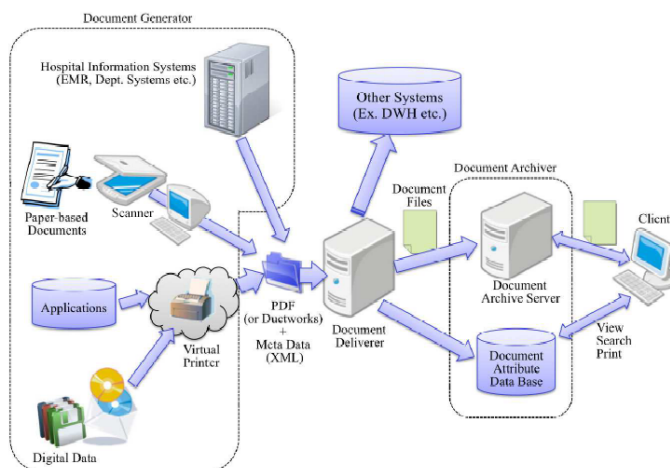 Document Generator
Hospital Information Systems
(EMR, Dept. Systems etc.)
Other Systems
(Ex. DWH etc.)
Document Archiver
Document
Files
Client
Scanner
Paper-based
Documents
Document
Archive Server
Applications
PDF
(or Ductworks)
+
Meta Data
(XML)
Document
Deliverer
Virtual
Printer
View
Search
Print
Document
Attribute
Data Base
Digital Data